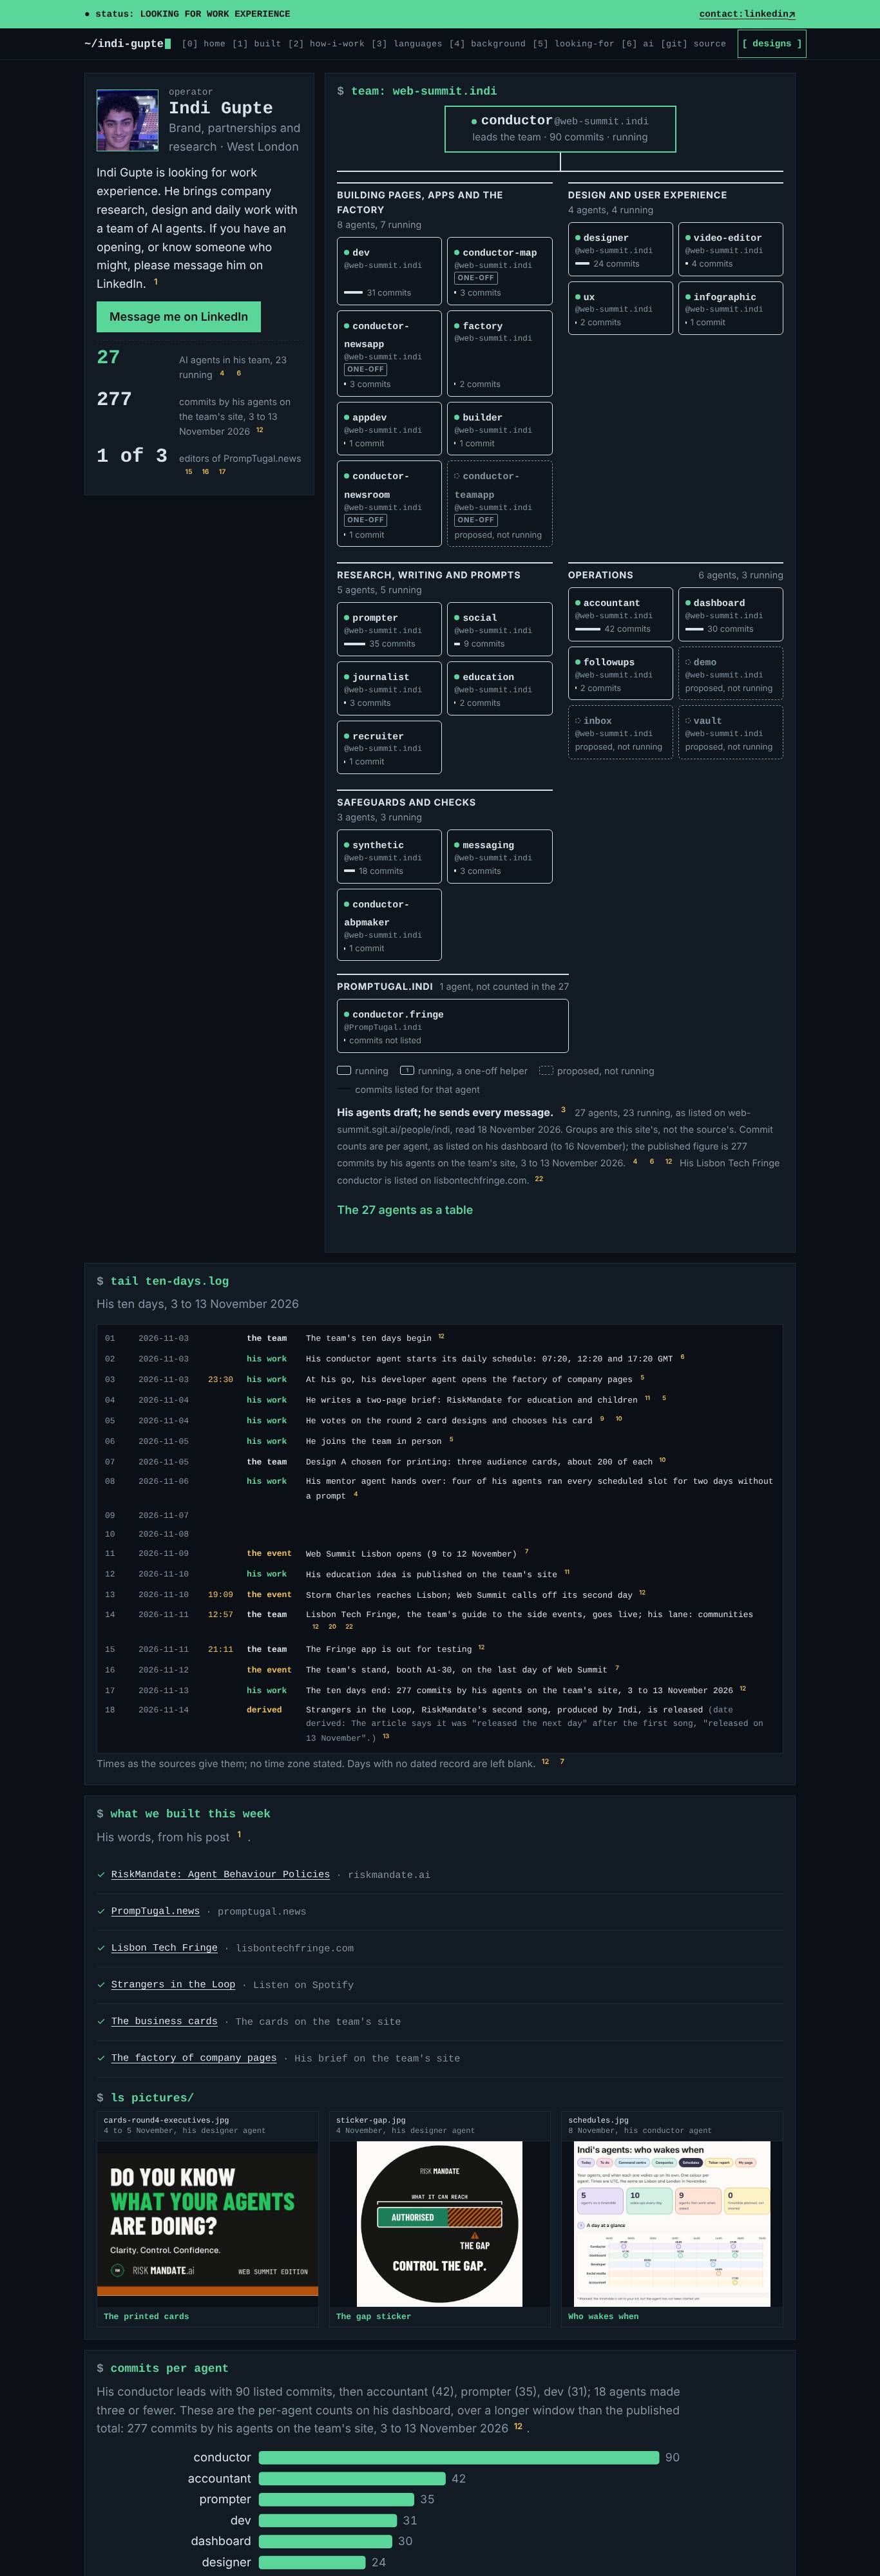 ● status: LOOKING FOR WORK EXPERIENCE
contact:linkedin↗
~/indi-gupte
[0] home [1] built [2] how-i-work [3] languages [4] background [5] looking-for [6] ai [git] source [ designs ]
operator
Indi Gupte
Brand, partnerships and
research · West London
Indi Gupte is looking for work
experience. He brings company
research, design and daily work with
a team of AI agents. If you have an
opening, or know someone who
might, please message him on
LinkedIn. 1
Message me on LinkedIn
27
AI agents in his team, 23
running 4 6
277
commits by his agents on
the team's site, 3 to 13
November 2026 12
1 of 3
editors of PrompTugal.news
15 16 17
$ team: web-summit.indi
conductor@web-summit.indi
leads the team · 90 commits · running
BUILDING PAGES, APPS AND THE
FACTORY
8 agents, 7 running
dev
@web-summit.indi
31 commits
conductor-map
@web-summit.indi
ONE-OFF
3 commits
conductor-
newsapp
@web-summit.indi
ONE-OFF
3 commits
factory
@web-summit.indi
2 commits
appdev
@web-summit.indi
1 commit
builder
@web-summit.indi
1 commit
conductor-
newsroom
@web-summit.indi
ONE-OFF
1 commit
conductor-
teamapp
@web-summit.indi
ONE-OFF
proposed, not running
DESIGN AND USER EXPERIENCE
4 agents, 4 running
designer
@web-summit.indi
24 commits
video-editor
@web-summit.indi
4 commits
ux
@web-summit.indi
2 commits
infographic
@web-summit.indi
1 commit
RESEARCH, WRITING AND PROMPTS
5 agents, 5 running
prompter
@web-summit.indi
35 commits
social
@web-summit.indi
9 commits
journalist
@web-summit.indi
3 commits
education
@web-summit.indi
2 commits
recruiter
@web-summit.indi
1 commit
OPERATIONS
6 agents, 3 running
accountant
@web-summit.indi
42 commits
dashboard
@web-summit.indi
30 commits
followups
@web-summit.indi
2 commits
demo
@web-summit.indi
proposed, not running
inbox
@web-summit.indi
proposed, not running
vault
@web-summit.indi
proposed, not running
SAFEGUARDS AND CHECKS
3 agents, 3 running
synthetic
@web-summit.indi
18 commits
messaging
@web-summit.indi
3 commits
conductor-
abpmaker
@web-summit.indi
1 commit
PROMPTUGAL.INDI 1 agent, not counted in the 27
conductor.fringe
@PrompTugal.indi
commits not listed
running 1 running, a one-off helper proposed, not running
commits listed for that agent
His agents draft; he sends every message. 3 27 agents, 23 running, as listed on web-
summit.sgit.ai/people/indi, read 18 November 2026. Groups are this site's, not the source's. Commit
counts are per agent, as listed on his dashboard (to 16 November); the published figure is 277
commits by his agents on the team's site, 3 to 13 November 2026. 4 6 12 His Lisbon Tech Fringe
conductor is listed on lisbontechfringe.com. 22
The 27 agents as a table
$ tail ten-days.log
His ten days, 3 to 13 November 2026
01 2026-11-03 the team The team's ten days begin 12
02 2026-11-03 his work His conductor agent starts its daily schedule: 07:20, 12:20 and 17:20 GMT 6
03 2026-11-03 23:30 his work At his go, his developer agent opens the factory of company pages 5
04 2026-11-04 his work He writes a two-page brief: RiskMandate for education and children 11 5
05 2026-11-04 his work He votes on the round 2 card designs and chooses his card 9 10
06 2026-11-05 his work He joins the team in person 5
07 2026-11-05 the team Design A chosen for printing: three audience cards, about 200 of each 10
08 2026-11-06 his work His mentor agent hands over: four of his agents ran every scheduled slot for two days without
a prompt 4
09 2026-11-07
10 2026-11-08
11 2026-11-09 the event Web Summit Lisbon opens (9 to 12 November) 7
12 2026-11-10 his work His education idea is published on the team's site 11
13 2026-11-10 19:09 the event Storm Charles reaches Lisbon; Web Summit calls off its second day 12
14 2026-11-11 12:57 the team Lisbon Tech Fringe, the team's guide to the side events, goes live; his lane: communities
12 20 22
15 2026-11-11 21:11 the team The Fringe app is out for testing 12
16 2026-11-12 the event The team's stand, booth A1-30, on the last day of Web Summit 7
17 2026-11-13 his work The ten days end: 277 commits by his agents on the team's site, 3 to 13 November 2026 12
18 2026-11-14 derived Strangers in the Loop, RiskMandate's second song, produced by Indi, is released (date
derived: The article says it was "released the next day" after the first song, "released on
13 November".) 13
Times as the sources give them; no time zone stated. Days with no dated record are left blank. 12 7
$ what we built this week
His words, from his post 1 .
✓ RiskMandate: Agent Behaviour Policies · riskmandate.ai
✓ PrompTugal.news · promptugal.news
✓ Lisbon Tech Fringe · lisbontechfringe.com
✓ Strangers in the Loop · Listen on Spotify
✓ The business cards · The cards on the team's site
✓ The factory of company pages · His brief on the team's site
$ ls pictures/
cards-round4-executives.jpg
4 to 5 November, his designer agent
DO YOU KNOW
WHAT YOUR AGENTS
ARE DOING?
Clarity. Control. Confidence.
RISK MANDATE.ai
WEB SUMMIT EDITION
The printed cards
sticker-gap.jpg
4 November, his designer agent
RISK MANDATE
WHAT IT CAN REACH
AUTHORISED
THE GAP
CONTROL THE GAP.
The gap sticker
schedules.jpg
8 November, his conductor agent
Indi's agents: who wakes when
5 10 9 0
A day at a glance
Who wakes when
$ commits per agent
His conductor leads with 90 listed commits, then accountant (42), prompter (35), dev (31); 18 agents made
three or fewer. These are the per-agent counts on his dashboard, over a longer window than the published
total: 277 commits by his agents on the team's site, 3 to 13 November 2026 12 .
conductor 90
accountant 42
prompter 35
dev 31
dashboard 30
designer 24